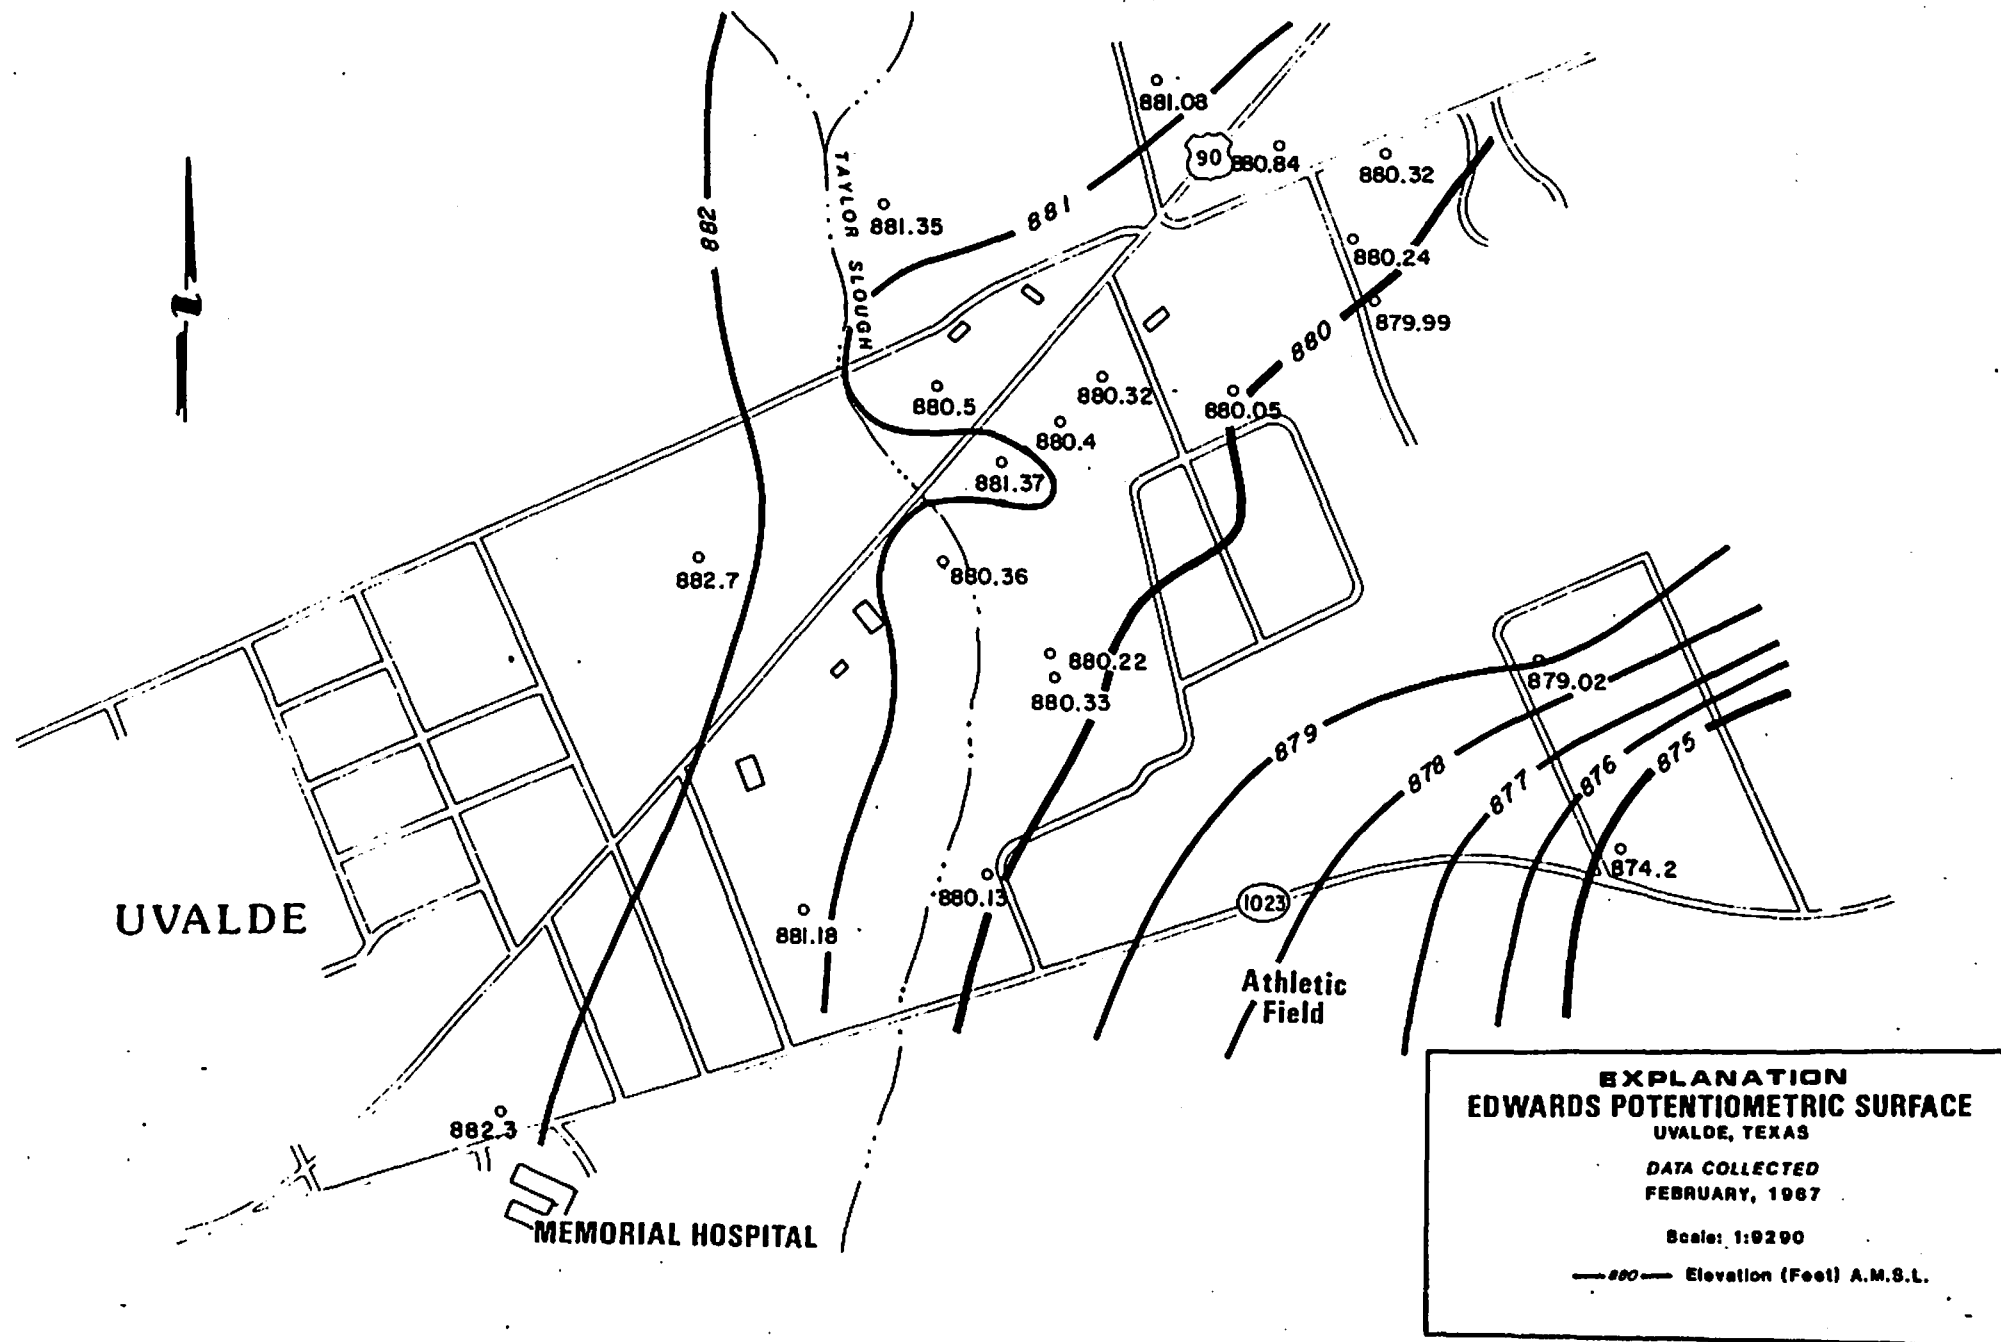 881.08
90
880.84
880.32
TAYLOR SLOUGH
882
881.35
881
880.24
879.99
880
880.5
880.32
880.05
880.4
881.37
882.7
880.36
880.22
880.33
879.02
879
878
877
876
875
874.2
UVALDE
881.18
880.13
1023
Athletic
Field
882.3
MEMORIAL HOSPITAL
EXPLANATION
EDWARDS POTENTIOMETRIC SURFACE
UVALDE, TEXAS
DATA COLLECTED
FEBRUARY, 1987
Scale: 1:9290
880 Elevation (Feet) A.M.S.L.